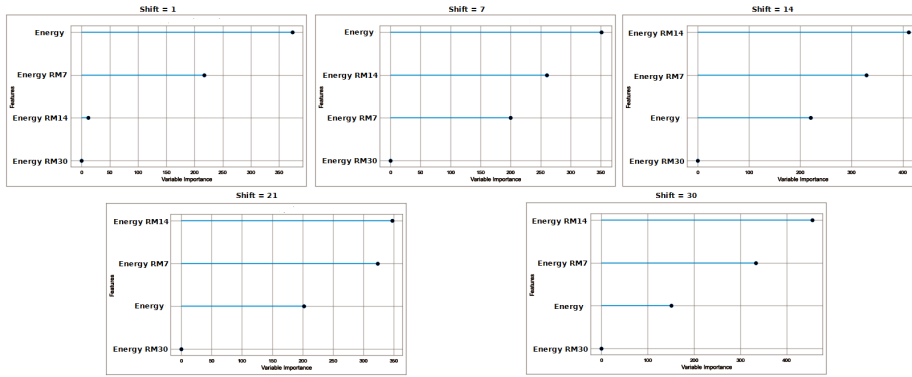 Shift = 1
Energy
Energy RM7
Energy RM14
Energy RM30
Features
0 50 100 150 200 250 300 350
Variable Importance
Shift = 7
Energy
Energy RM14
Energy RM7
Energy RM30
Features
0 50 100 150 200 250 300 350
Variable Importance
Shift = 14
Energy RM14
Energy RM7
Energy
Energy RM30
Features
0 100 200 300 400
Variable Importance
Shift = 21
Energy RM14
Energy RM7
Energy
Energy RM30
Features
0 50 100 150 200 250 300 350
Variable Importance
Shift = 30
Energy RM14
Energy RM7
Energy
Energy RM30
Features
0 100 200 300 400
Variable Importance